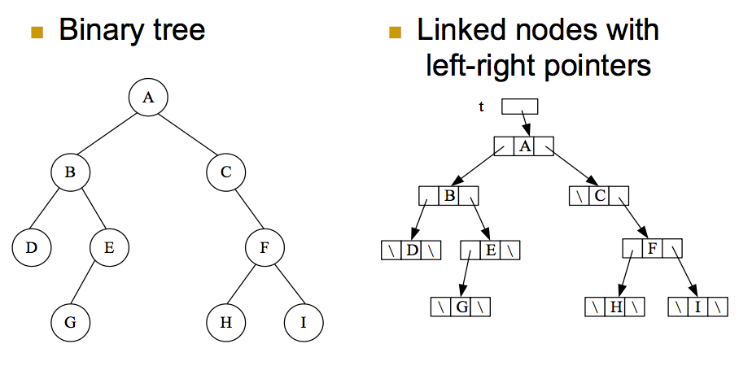 Binary tree
A
B
C
D
E
F
G
H
I
Linked nodes with
left-right pointers
t
A
B
\ C
\ D \
E \
F
\ G \
\ H \
\ I \